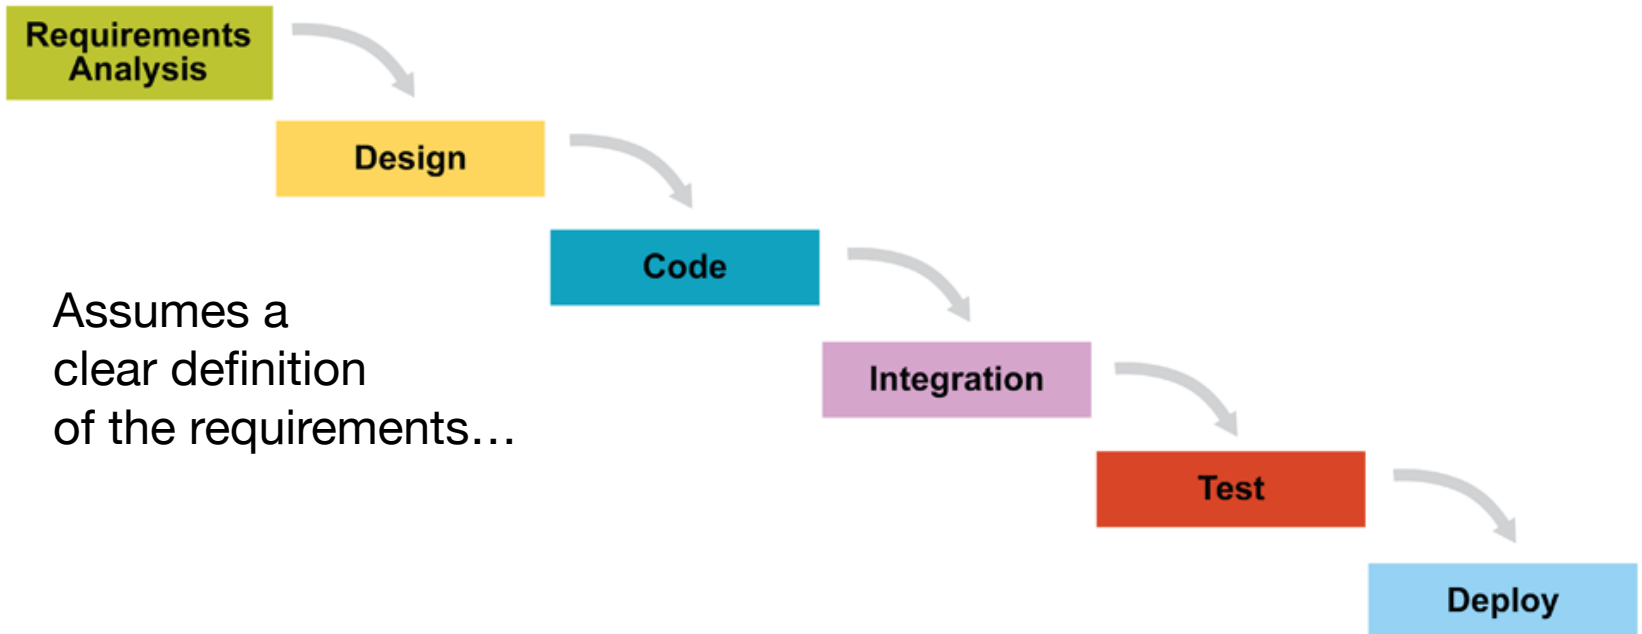 Requirements
Analysis
Design
Code
Assumes a
clear definition
of the requirements…
Integration
Test
Deploy